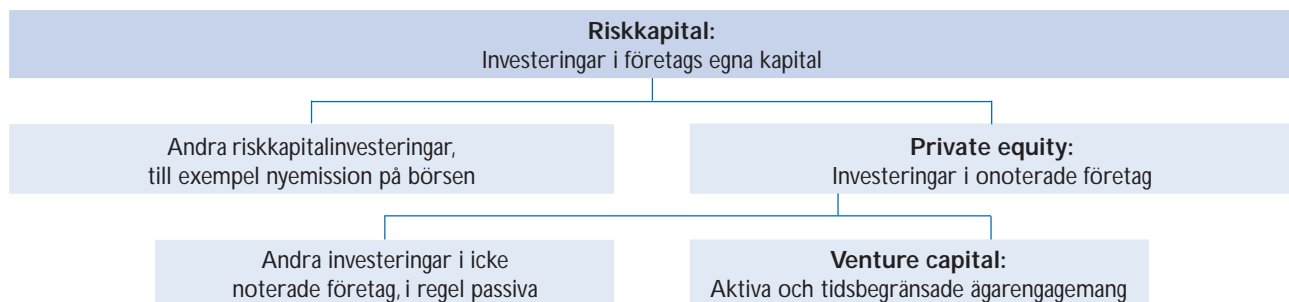 Riskkapital:
Investeringar i företags egna kapital
Andra riskkapitalinvesteringar,
till exempel nyemission på börsen
Private equity:
Investeringar i onoterade företag
Andra investeringar i icke
noterade företag, i regel passiva
Venture capital:
Aktiva och tidsbegränsade ägarengagemang